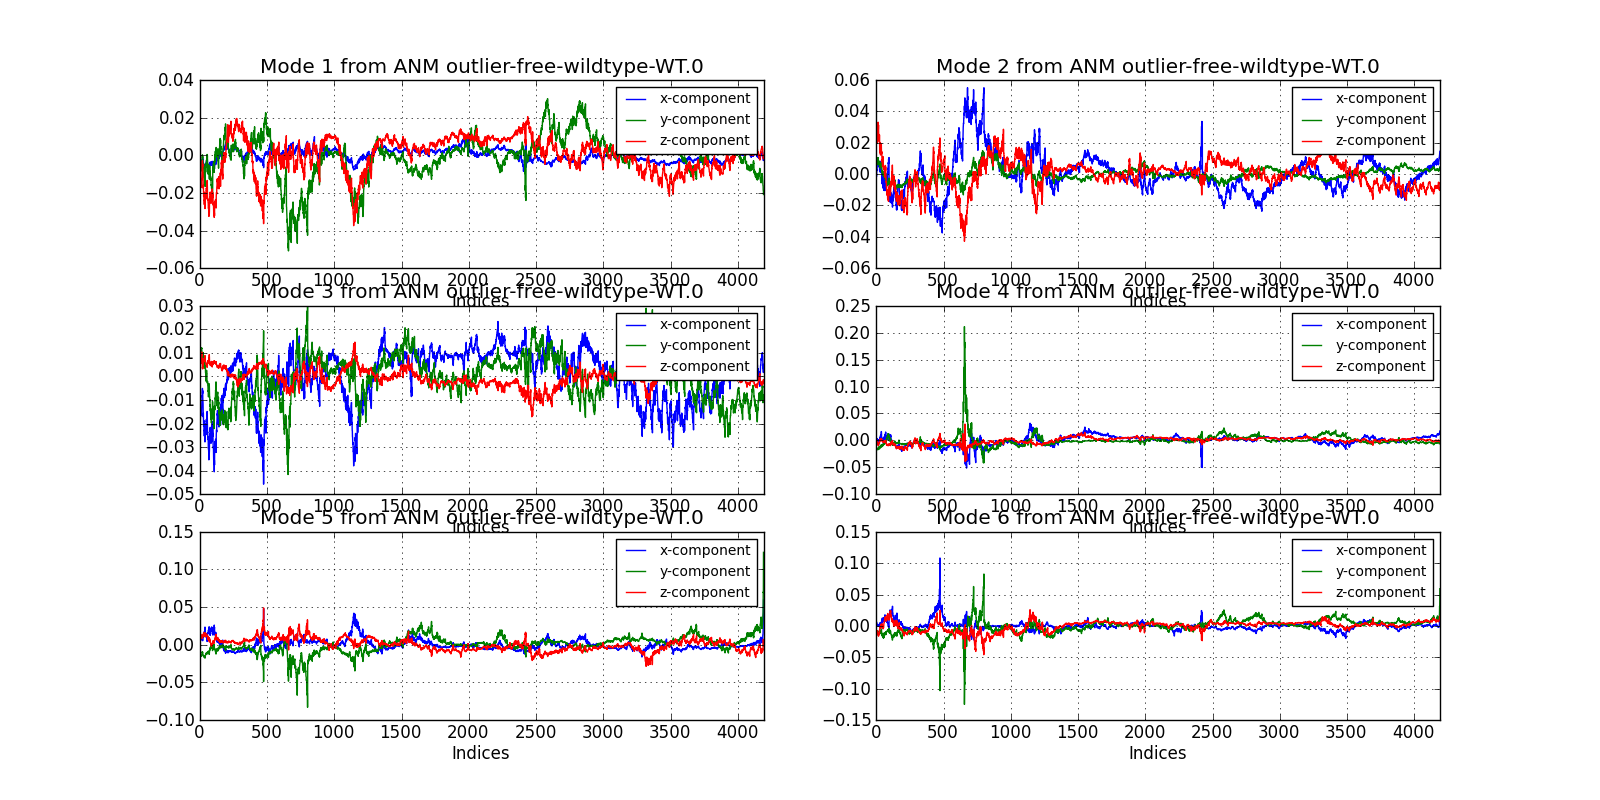 Mode 1 from ANM outlier-free-wildtype-WT.0
0.04
0.02
0.00
−0.02
−0.04
−0.06
x-component
y-component
z-component
0 500 1000 1500 2000 2500 3000 3500 4000
Indices
Mode 2 from ANM outlier-free-wildtype-WT.0
0.06
0.04
0.02
0.00
−0.02
−0.04
−0.06
x-component
y-component
z-component
0 500 1000 1500 2000 2500 3000 3500 4000
Indices
Mode 3 from ANM outlier-free-wildtype-WT.0
0.03
0.02
0.01
0.00
−0.01
−0.02
−0.03
−0.04
−0.05
x-component
y-component
z-component
0 500 1000 1500 2000 2500 3000 3500 4000
Indices
Mode 4 from ANM outlier-free-wildtype-WT.0
0.25
0.20
0.15
0.10
0.05
0.00
−0.05
−0.10
x-component
y-component
z-component
0 500 1000 1500 2000 2500 3000 3500 4000
Indices
Mode 5 from ANM outlier-free-wildtype-WT.0
0.15
0.10
0.05
0.00
−0.05
−0.10
x-component
y-component
z-component
0 500 1000 1500 2000 2500 3000 3500 4000
Indices
Mode 6 from ANM outlier-free-wildtype-WT.0
0.15
0.10
0.05
0.00
−0.05
−0.10
−0.15
x-component
y-component
z-component
0 500 1000 1500 2000 2500 3000 3500 4000
Indices